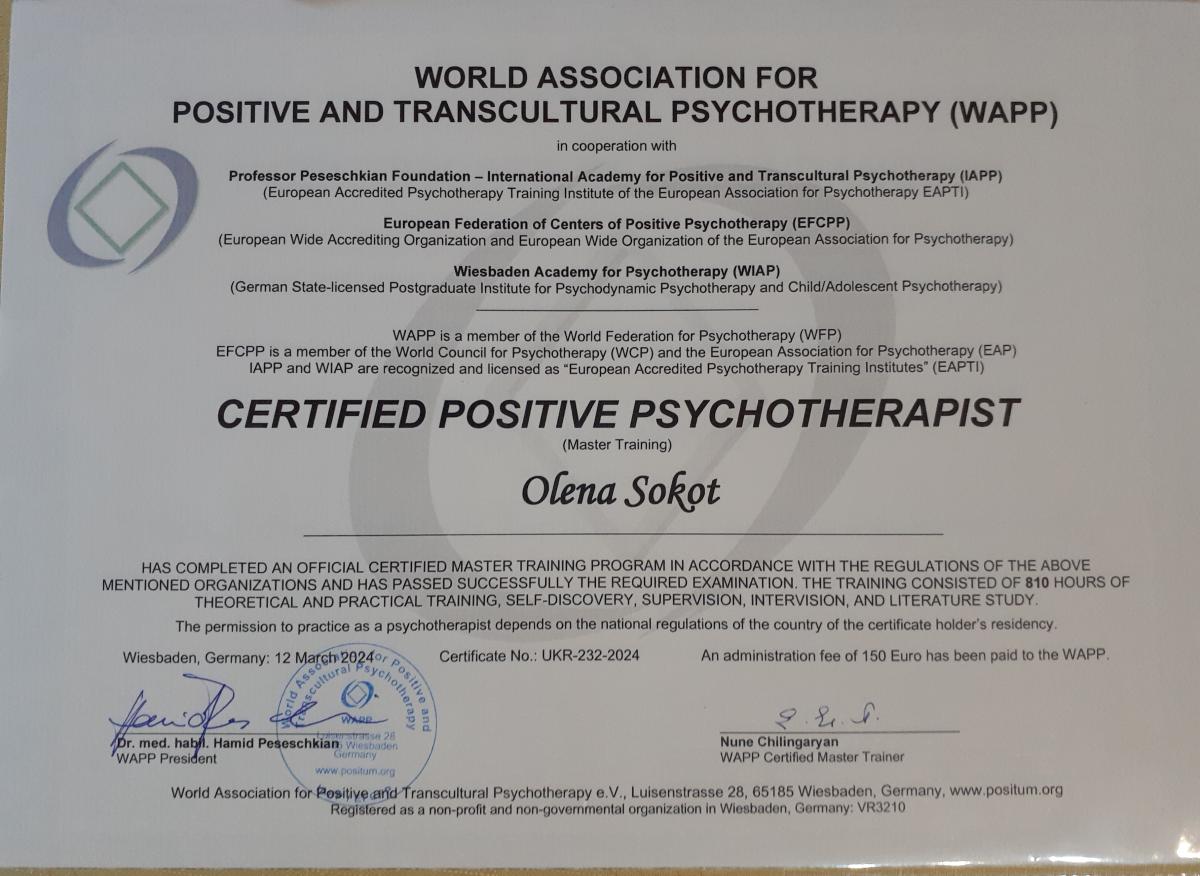 WORLD ASSOCIATION FOR
POSITIVE AND TRANSCULTURAL PSYCHOTHERAPY (WAPP)
in cooperation with
Professor Peseschkian Foundation – International Academy for Positive and Transcultural Psychotherapy (IAPP)
(European Accredited Psychotherapy Training Institute of the European Association for Psychotherapy EAPTI)
European Federation of Centers of Positive Psychotherapy (EFCPP)
(European Wide Accrediting Organization and European Wide Organization of the European Association for Psychotherapy)
Wiesbaden Academy for Psychotherapy (WIAP)
(German State-licensed Postgraduate Institute for Psychodynamic Psychotherapy and Child/Adolescent Psychotherapy)
WAPP is a member of the World Federation for Psychotherapy (WFP)
EFCPP is a member of the World Council for Psychotherapy (WCP) and the European Association for Psychotherapy (EAP)
IAPP and WIAP are recognized and licensed as “European Accredited Psychotherapy Training Institutes” (EAPTI)
CERTIFIED POSITIVE PSYCHOTHERAPIST
(Master Training)
Olena Sokot
HAS COMPLETED AN OFFICIAL CERTIFIED MASTER TRAINING PROGRAM IN ACCORDANCE WITH THE REGULATIONS OF THE ABOVE
MENTIONED ORGANIZATIONS AND HAS PASSED SUCCESSFULLY THE REQUIRED EXAMINATION. THE TRAINING CONSISTED OF 810 HOURS OF
THEORETICAL AND PRACTICAL TRAINING, SELF-DISCOVERY, SUPERVISION, INTERVISION, AND LITERATURE STUDY.
The permission to practice as a psychotherapist depends on the national regulations of the country of the certificate holder's residency.
Wiesbaden, Germany: 12 March 2024 Certificate No.: UKR-232-2024 An administration fee of 150 Euro has been paid to the WAPP.
World Association for Positive and
Transcultural Psychotherapy
WAPP
Luisenstrasse 28
Wiesbaden
Germany
www.positum.org
Dr. med. habil. Hamid Peseschkian
WAPP President
Nune Chilingaryan
WAPP Certified Master Trainer
World Association for Positive and Transcultural Psychotherapy e.V., Luisenstrasse 28, 65185 Wiesbaden, Germany, www.positum.org
Registered as a non-profit and non-governmental organization in Wiesbaden, Germany: VR3210